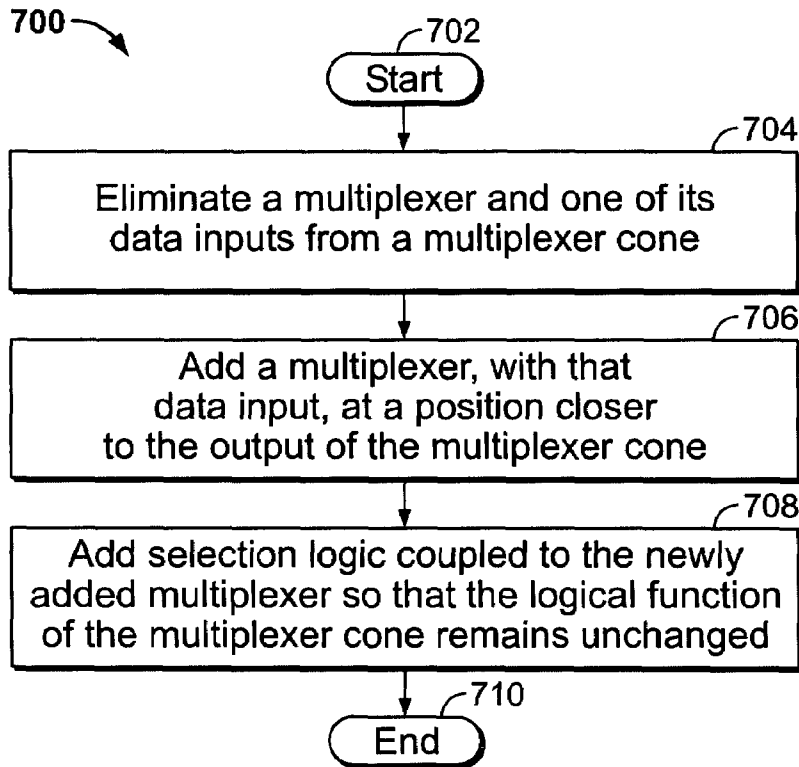 700
702
Start
704
Eliminate a multiplexer and one of its
data inputs from a multiplexer cone
706
Add a multiplexer, with that
data input, at a position closer
to the output of the multiplexer cone
708
Add selection logic coupled to the newly
added multiplexer so that the logical function
of the multiplexer cone remains unchanged
710
End